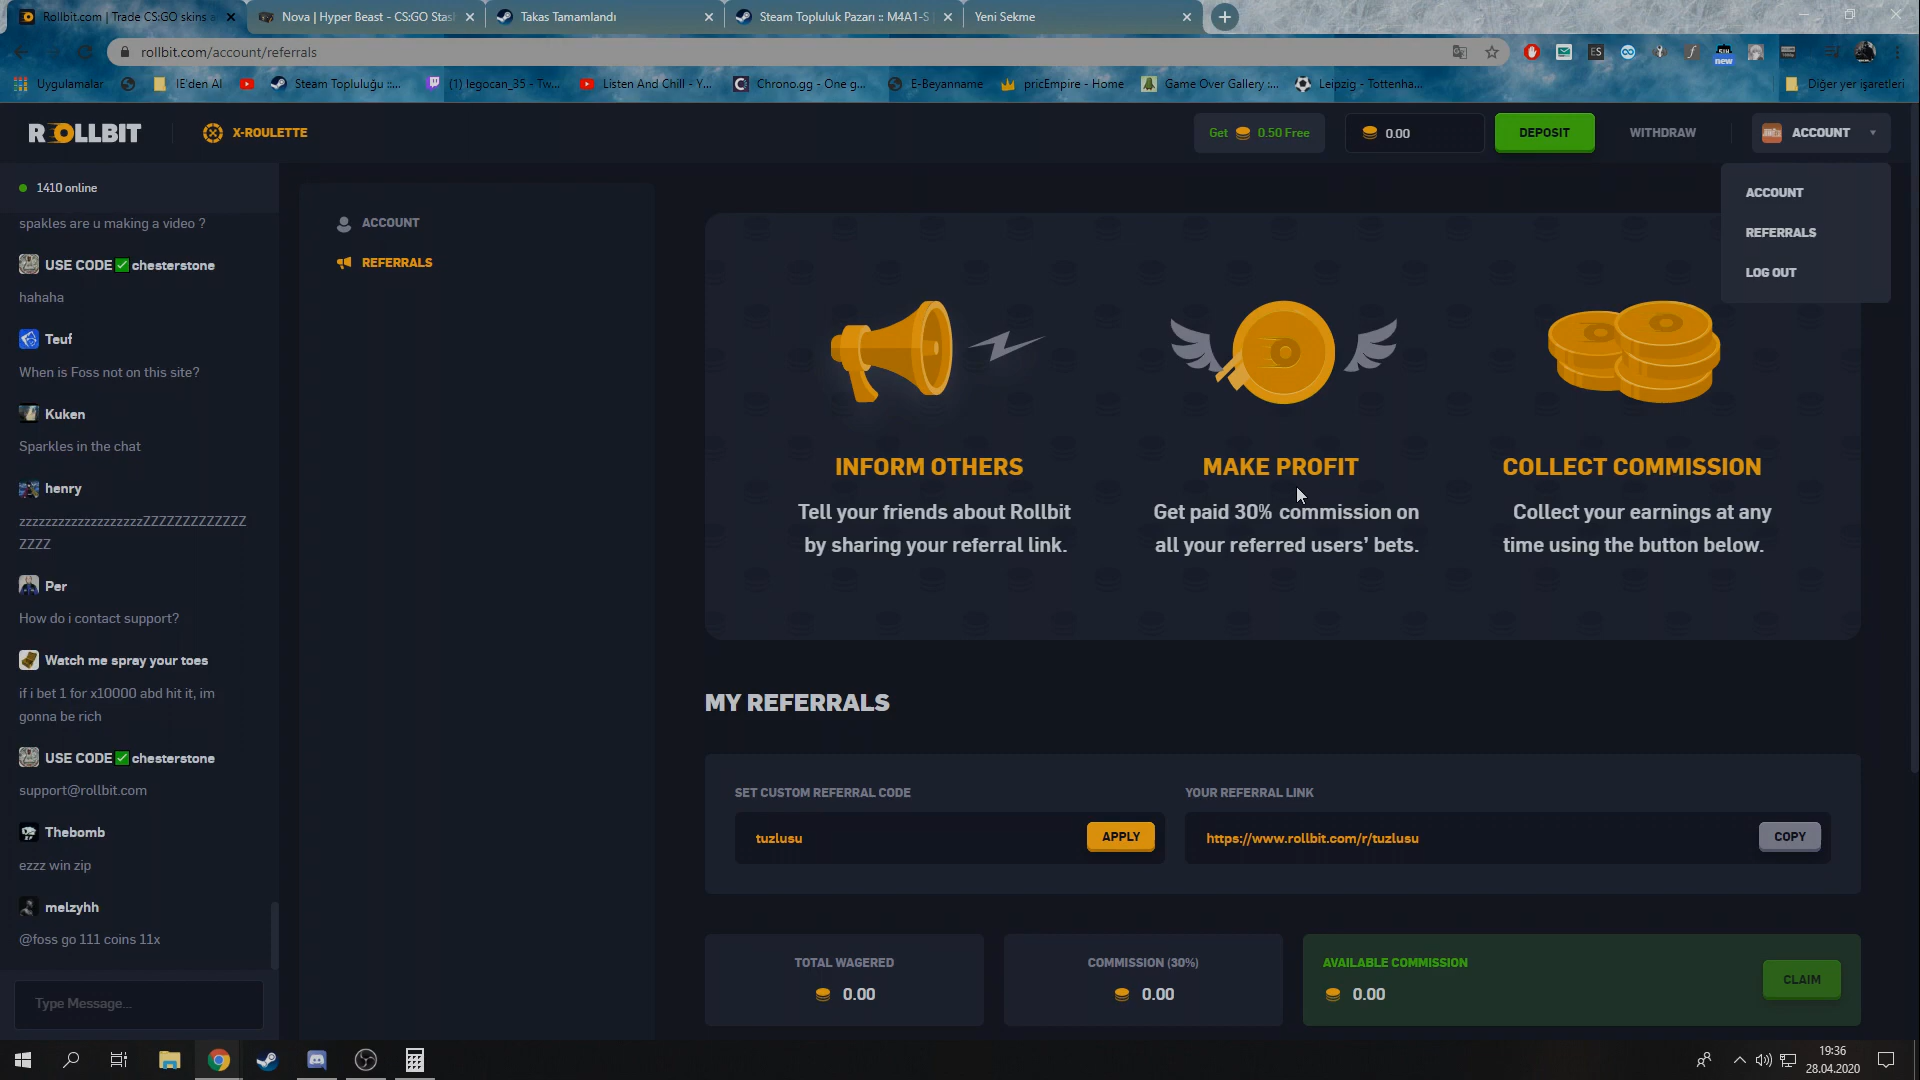 Rollbit.com | Trade CS:GO skins a
Nova | Hyper Beast - CS:GO Stash
Takas Tamamlandı
Steam Topluluk Pazarı :: M4A1-S |
Yeni Sekme
rollbit.com/account/referrals
Uygulamalar
IE'den Al
Steam Topluluğu ::...
(1) legocan_35 - Tw...
Listen And Chill - Y...
Chrono.gg - One g...
E-Beyanname
pricEmpire - Home
Game Over Gallery :...
Leipzig - Tottenha...
Diğer yer işaretleri
ES
new
ROLLBIT
X-ROULETTE
Get 0.50 Free
0.00
DEPOSIT
WITHDRAW
ACCOUNT
ACCOUNT
REFERRALS
LOG OUT
1410 online
spakles are u making a video ?
USE CODE ✅ chesterstone
hahaha
Teuf
When is Foss not on this site?
Kuken
Sparkles in the chat
henry
zzzzzzzzzzzzzzzzzzzzZZZZZZZZZZZZZ
ZZZZ
Per
How do i contact support?
Watch me spray your toes
if i bet 1 for x10000 abd hit it, im
gonna be rich
USE CODE ✅ chesterstone
support@rollbit.com
Thebomb
ezzz win zip
melzyhh
@foss go 111 coins 11x
Type Message...
ACCOUNT
REFERRALS
INFORM OTHERS
Tell your friends about Rollbit
by sharing your referral link.
MAKE PROFIT
Get paid 30% commission on
all your referred users' bets.
COLLECT COMMISSION
Collect your earnings at any
time using the button below.
MY REFERRALS
SET CUSTOM REFERRAL CODE
tuzlusu
APPLY
YOUR REFERRAL LINK
https://www.rollbit.com/r/tuzlusu
COPY
TOTAL WAGERED
0.00
COMMISSION (30%)
0.00
AVAILABLE COMMISSION
0.00
CLAIM
19:36
28.04.2020